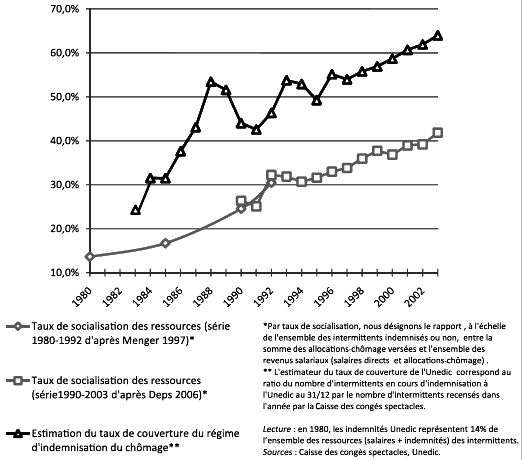 70,0%
60,0%
50,0%
40,0%
30,0%
20,0%
10,0%
1980
1982
1984
1986
1988
1990
1992
1994
1996
1998
2000
2002
Taux de socialisation des ressources (série
1980-1992 d'après Menger 1997)*
Taux de socialisation des ressources
(série1990-2003 d'après Deps 2006)*
Estimation du taux de couverture du régime
d'indemnisation du chômage**
*Par taux de socialisation, nous désignons le rapport , à l'échelle
de l'ensemble des intermittents indemnisés ou non, entre la
somme des allocations-chômage versées et l'ensemble des
revenus salariaux (salaires directs et allocations-chômage) .
** L'estimateur du taux de couverture de l'Unedic correspond au
ratio du nombre d'intermittents en cours d'indemnisation à
l'Unedic au 31/12 par le nombre d'intermittents recensés dans
l'année par la Caisse des congés spectacles.
Lecture : en 1980, les indemnités Unedic représentent 14% de
l'ensemble des ressources (salaires + indemnités) des intermittents.
Sources : Caisse des congés spectacles, Unedic.